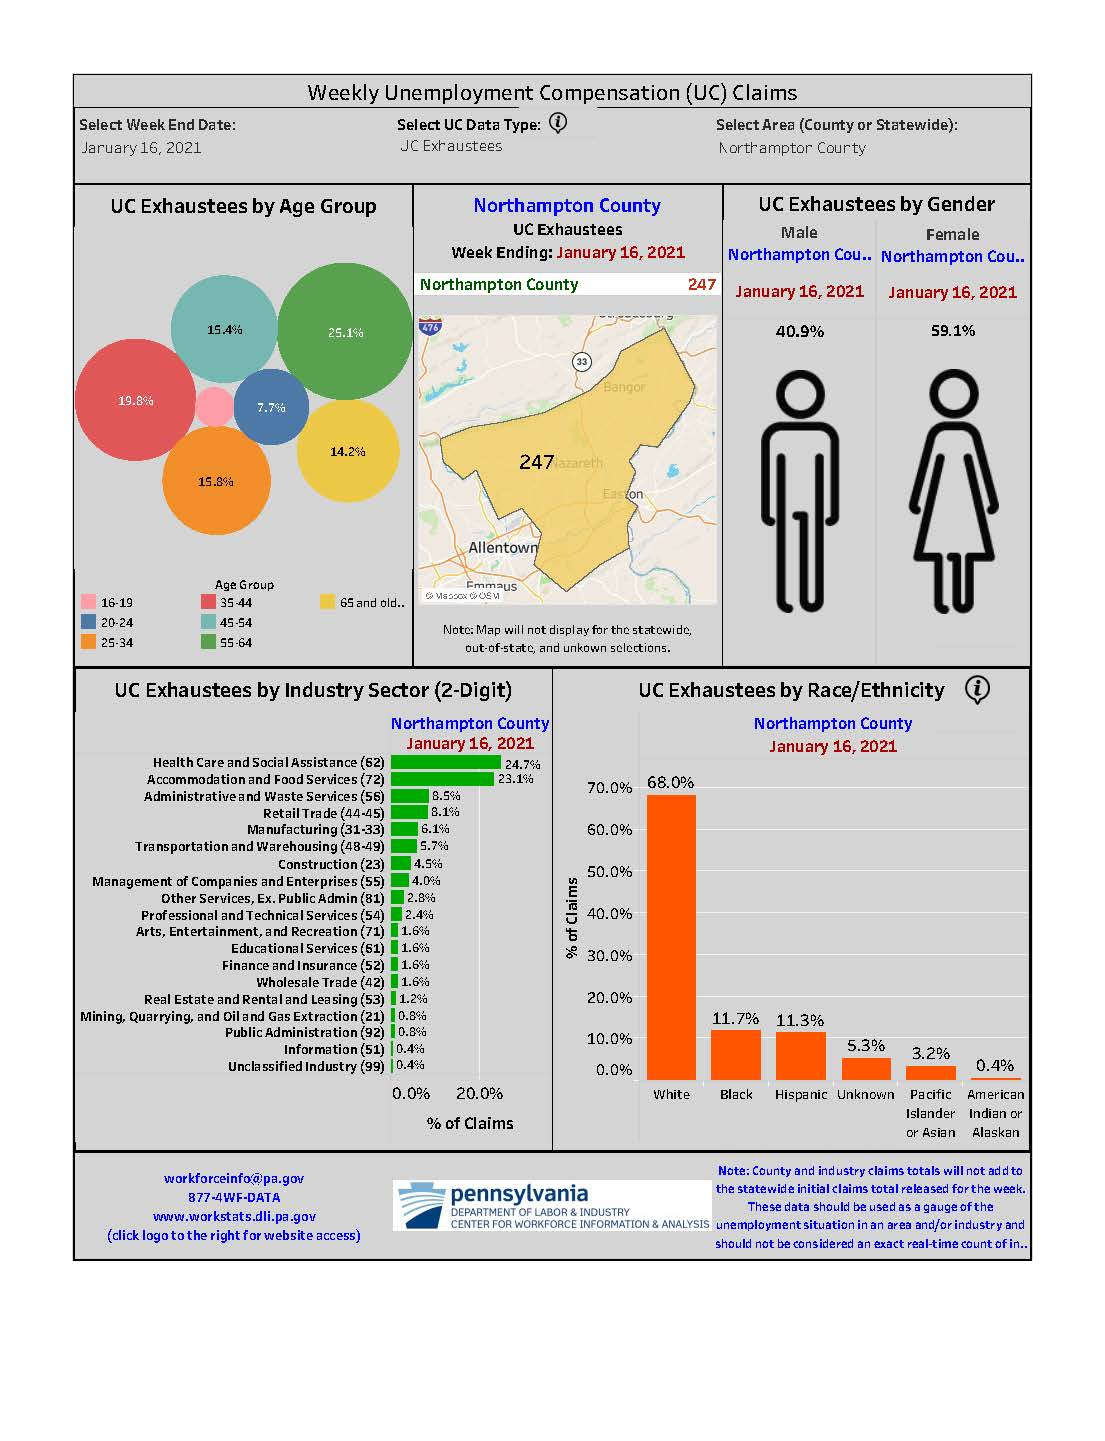 Weekly Unemployment Compensation (UC) Claims
Select Week End Date:
January 16, 2021
Select UC Data Type:
UC Exhaustees
Select Area (County or Statewide):
Northampton County
UC Exhaustees by Age Group
15.4%
25.1%
19.8%
7.7%
14.2%
15.8%
Age Group
16-19
20-24
25-34
35-44
45-54
55-64
65 and old..
Northampton County
UC Exhaustees
Week Ending: January 16, 2021
Northampton County 247
476
33
Bangor
247
Nazareth
Easton
Allentown
Emmaus
© Mapbox © OSM
Note: Map will not display for the statewide,
out-of-state, and unkown selections.
UC Exhaustees by Gender
Male
Northampton Cou..
January 16, 2021
40.9%
Female
Northampton Cou..
January 16, 2021
59.1%
UC Exhaustees by Industry Sector (2-Digit)
Northampton County
January 16, 2021
Health Care and Social Assistance (62) 24.7%
Accommodation and Food Services (72) 23.1%
Administrative and Waste Services (56) 8.5%
Retail Trade (44-45) 8.1%
Manufacturing (31-33) 6.1%
Transportation and Warehousing (48-49) 5.7%
Construction (23) 4.5%
Management of Companies and Enterprises (55) 4.0%
Other Services, Ex. Public Admin (81) 2.8%
Professional and Technical Services (54) 2.4%
Arts, Entertainment, and Recreation (71) 1.6%
Educational Services (61) 1.6%
Finance and Insurance (52) 1.6%
Wholesale Trade (42) 1.6%
Real Estate and Rental and Leasing (53) 1.2%
Mining, Quarrying, and Oil and Gas Extraction (21) 0.8%
Public Administration (92) 0.8%
Information (51) 0.4%
Unclassified Industry (99) 0.4%
0.0% 20.0%
% of Claims
UC Exhaustees by Race/Ethnicity
Northampton County
January 16, 2021
% of Claims
70.0%
60.0%
50.0%
40.0%
30.0%
20.0%
10.0%
0.0%
68.0%
11.7%
11.3%
5.3%
3.2%
0.4%
White
Black
Hispanic
Unknown
Pacific
Islander
or Asian
American
Indian or
Alaskan
workforceinfo@pa.gov
877-4WF-DATA
www.workstats.dli.pa.gov
(click logo to the right for website access)
pennsylvania
DEPARTMENT OF LABOR & INDUSTRY
CENTER FOR WORKFORCE INFORMATION & ANALYSIS
Note: County and industry claims totals will not add to
the statewide initial claims total released for the week.
These data should be used as a gauge of the
unemployment situation in an area and/or industry and
should not be considered an exact real-time count of in..